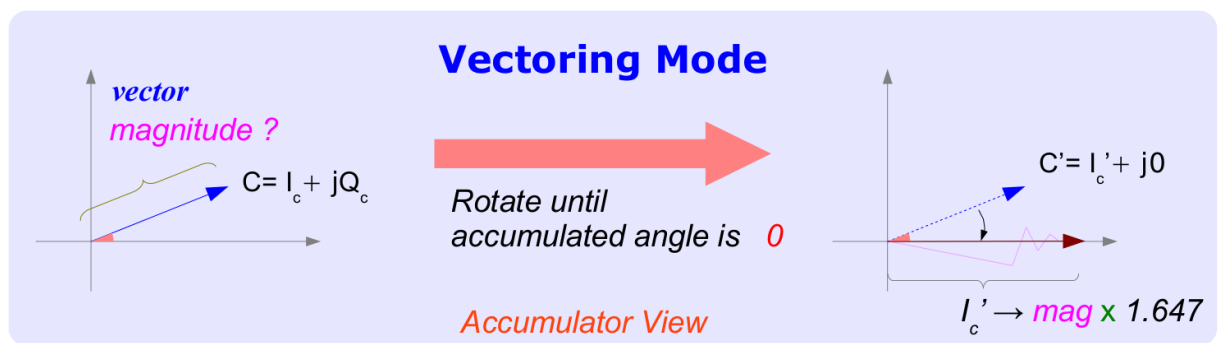 Vectoring Mode
vector
magnitude ?
C= Ic+ jQc
Rotate until
accumulated angle is 0
Accumulator View
C’= Ic’+ j0
Ic’ → mag x 1.647